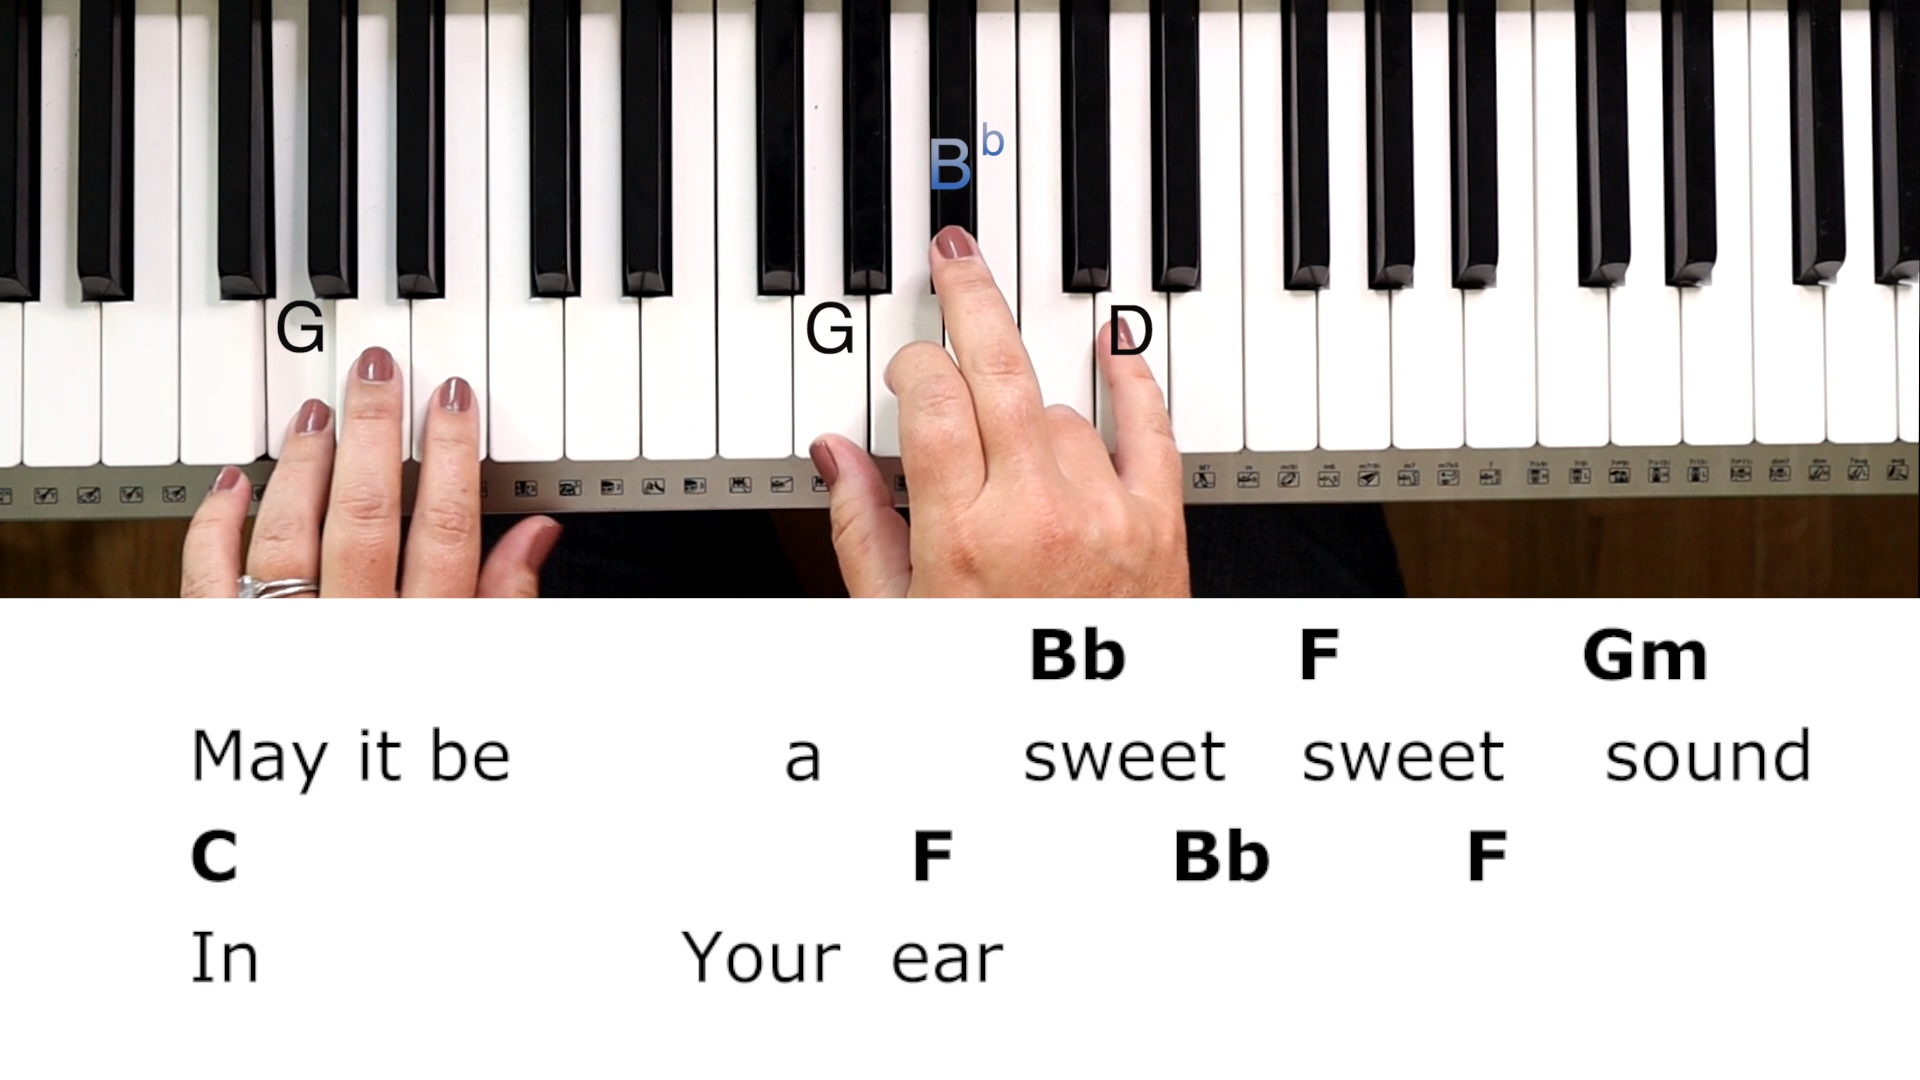 Bb
G G D
Bb F Gm
May it be a sweet sweet sound
C F Bb F
In Your ear